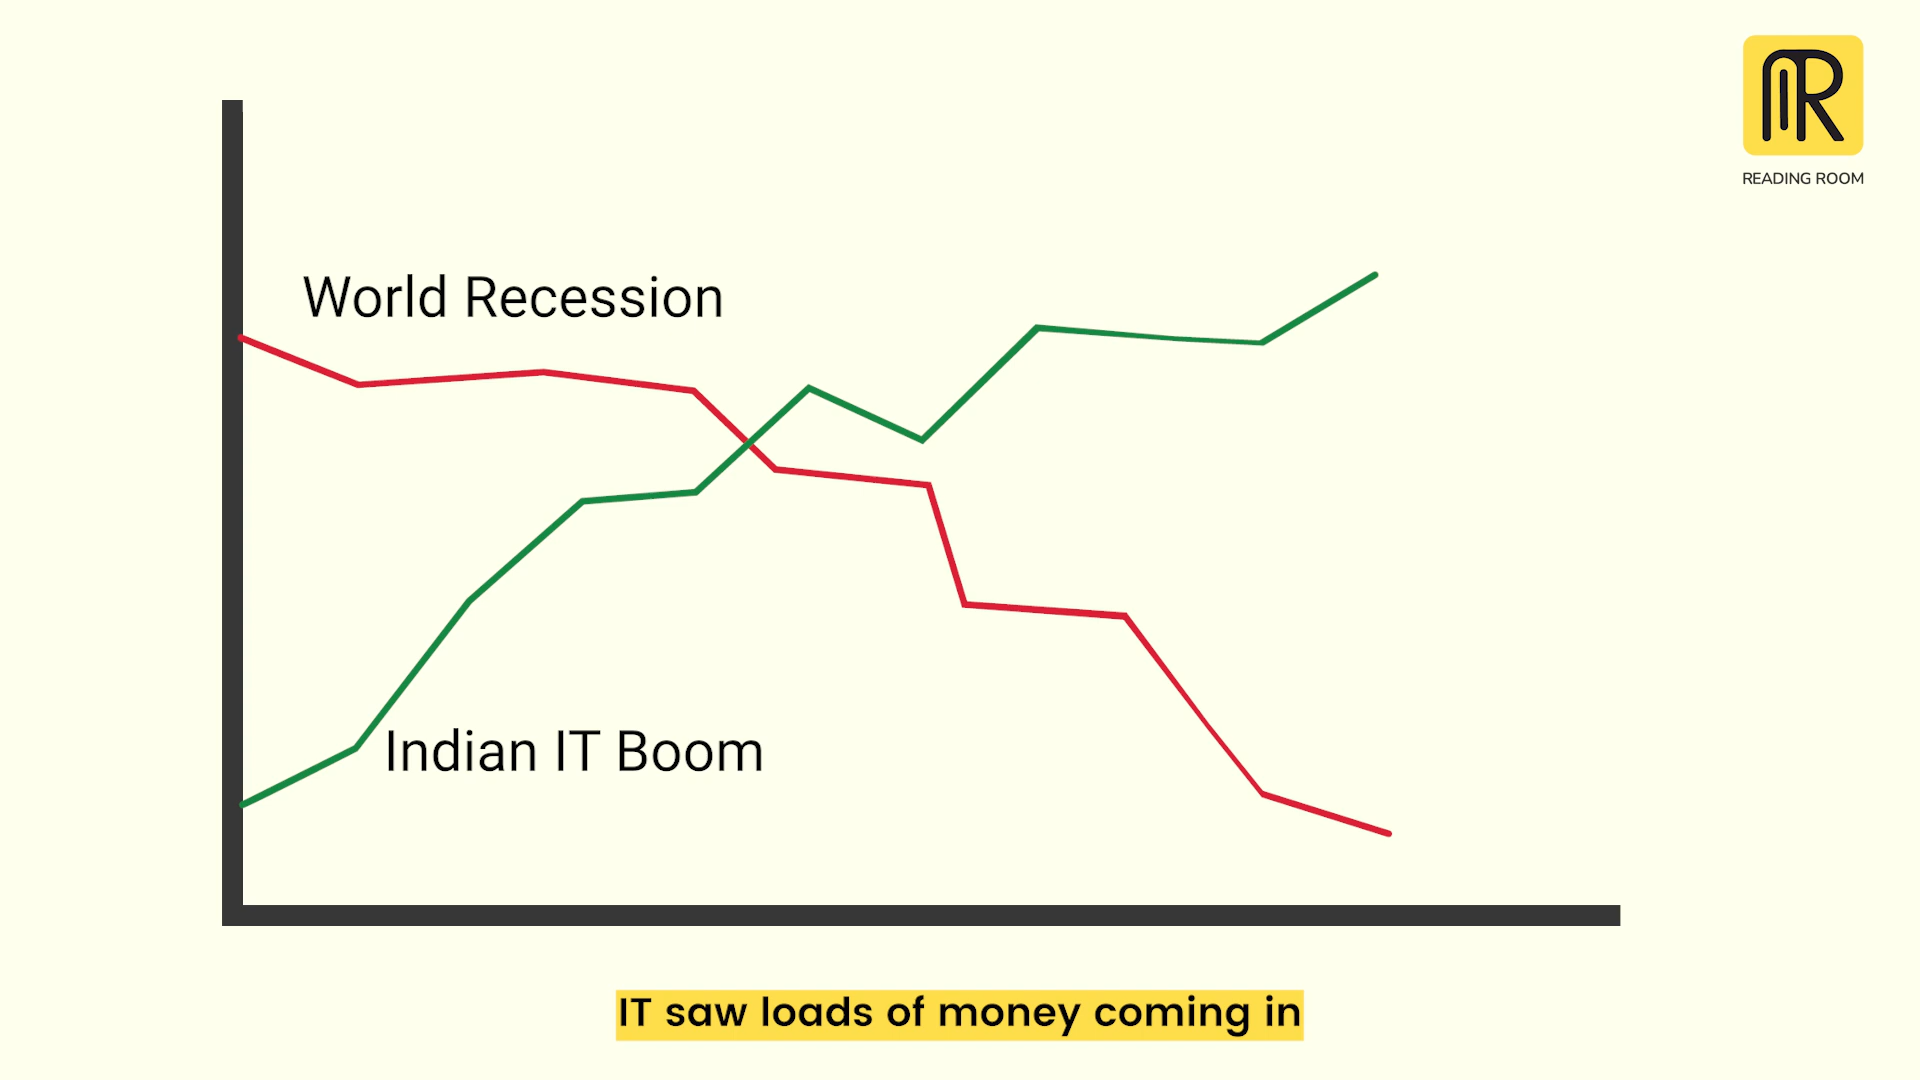 READING ROOM
World Recession
Indian IT Boom
IT saw loads of money coming in